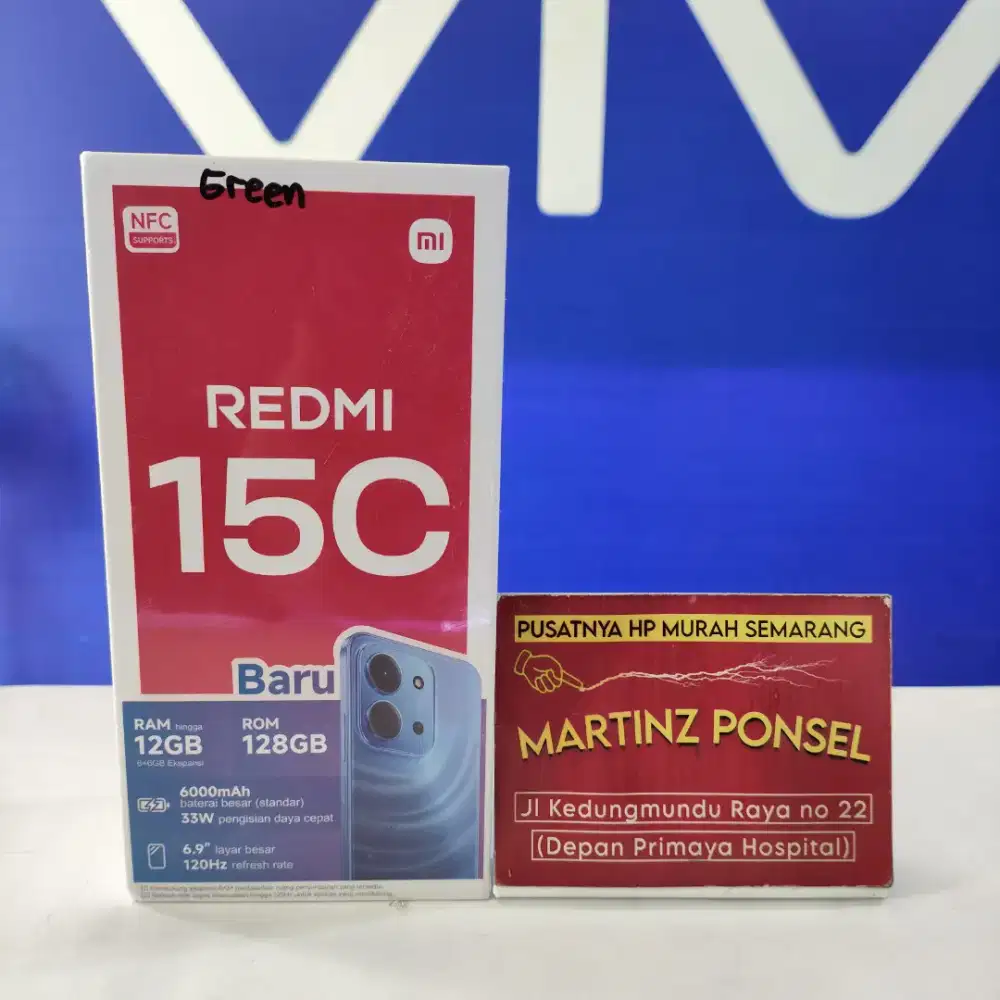 VIV
Green
NFC
SUPPORTS
mi
REDMI
15C
Baru
RAM hingga
12GB
6+6GB Ekspansi
ROM
128GB
6000mAh
baterai besar (standar)
33W pengisian daya cepat
6.9" layar besar
120Hz refresh rate
PUSATNYA HP MURAH SEMARANG
MARTINZ PONSEL
Jl Kedungmundu Raya no 22
(Depan Primaya Hospital)